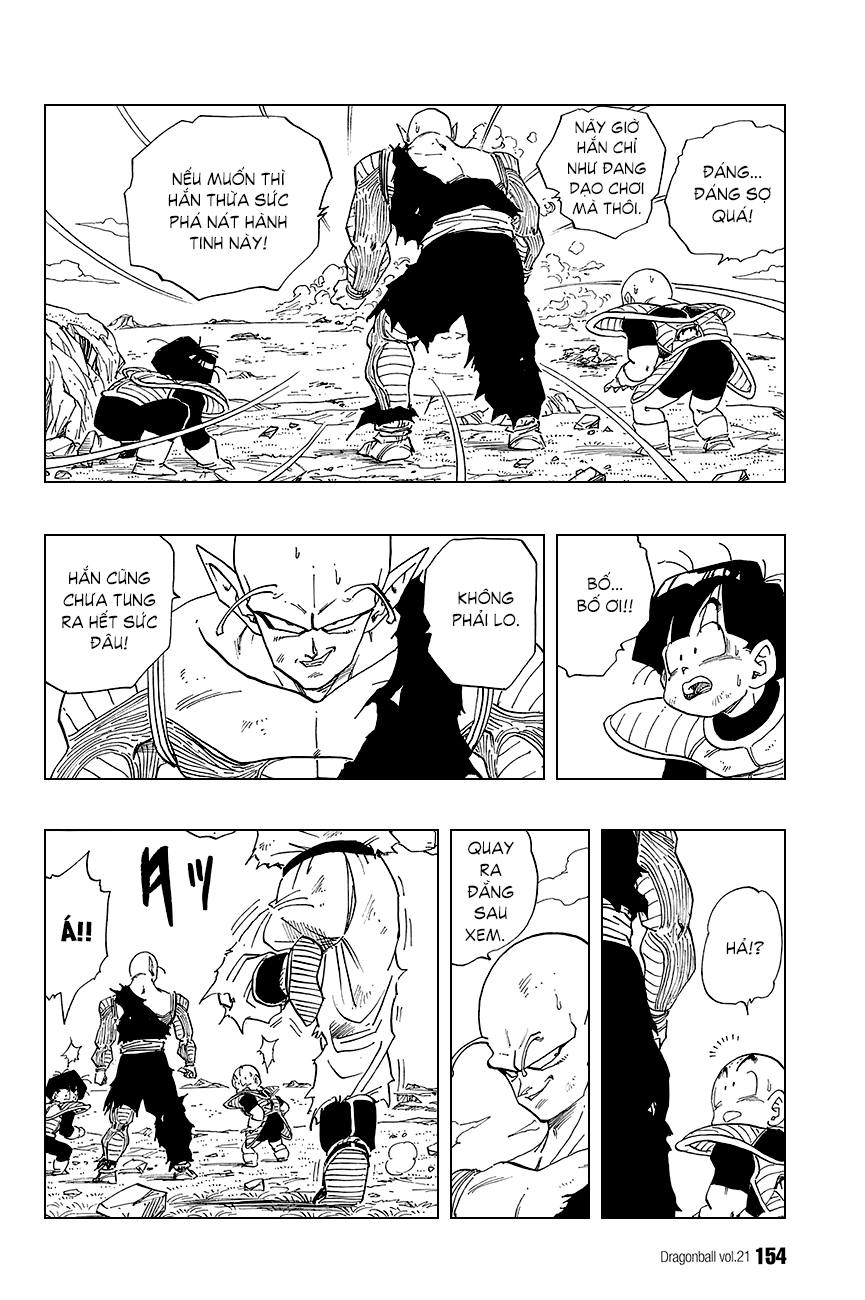 ĐÁNG...
ĐÁNG SỢ
QUÁ!
NÃY GIỜ
HẮN CHỈ
NHƯ ĐANG
DẠO CHƠI
MÀ THÔI.
NẾU MUỐN THÌ
HẮN THỪA SỨC
PHÁ NÁT HÀNH
TINH NÀY!
BỐ...
BỐ ƠI!!
KHÔNG
PHẢI LO.
HẮN CŨNG
CHƯA TUNG
RA HẾT SỨC
ĐÂU!
HẢ!?
QUAY
RA
ĐẰNG
SAU
XEM.
タッ
Á!!
Dragonball vol.21 154